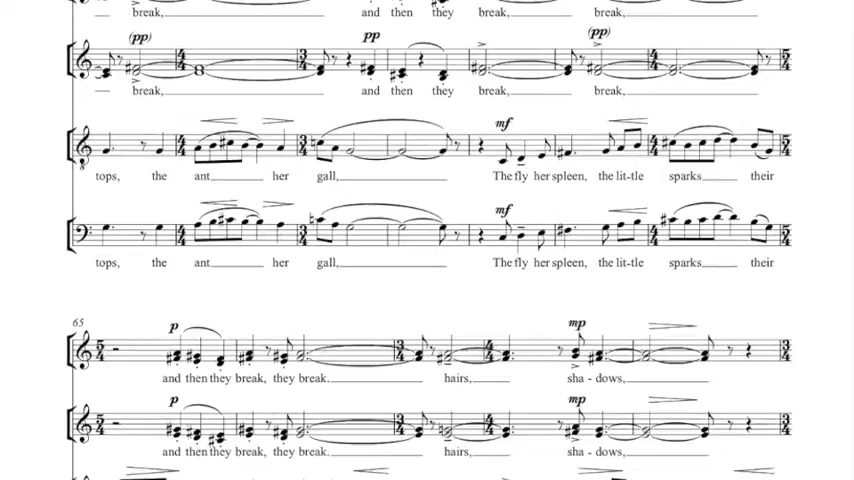 break, and then they break, break,
(pp) pp (pp)
break, and then they break, break,
mf
tops, the ant her gall, The fly her spleen, the lit-tle sparks their
mf
tops, the ant her gall, The fly her spleen, the lit-tle sparks their
65
p mp
and then they break, they break. hairs, sha - dows,
p mp
and then they break, they break. hairs, sha - dows,